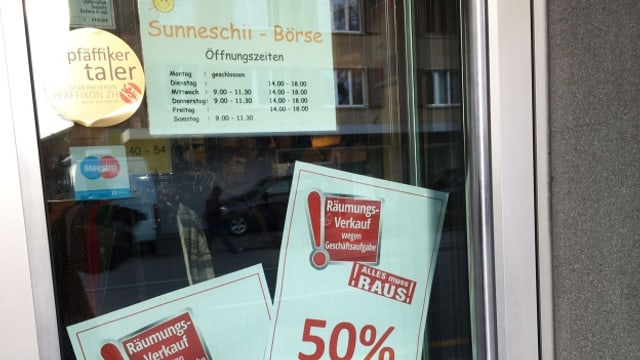 Sunneschii - Börse
Öffnungszeiten
Montag : geschlossen
Dienstag : 14.00 - 18.00
Mittwoch : 9.00 - 11.30 14.00 - 18.00
Donnerstag: 9.00 - 11.30 14.00 - 18.00
Freitag : 14.00 - 18.00
Samstag : 9.00 - 11.30
pfäffiker
taler
PFÄFFIKON ZH
Maestro
40 - 54
Räumungs-
Verkauf
wegen
Geschäftsaufgabe
ALLES muss
RAUS!
50%
Räumungs-
Verkauf